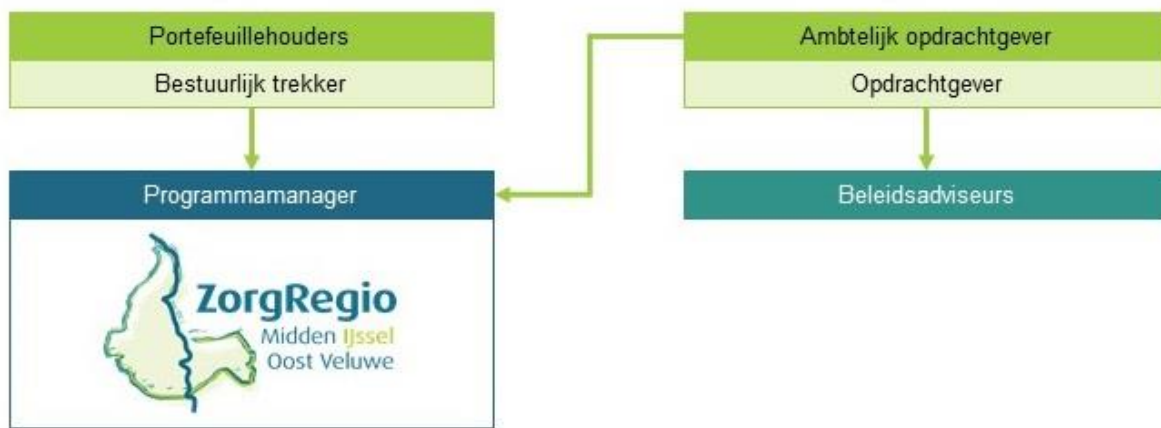 Portefeuillehouders
Bestuurlijk trekker
Ambtelijk opdrachtgever
Opdrachtgever
Programmamanager
Beleidsadviseurs
ZorgRegio
Midden IJssel
Oost Veluwe